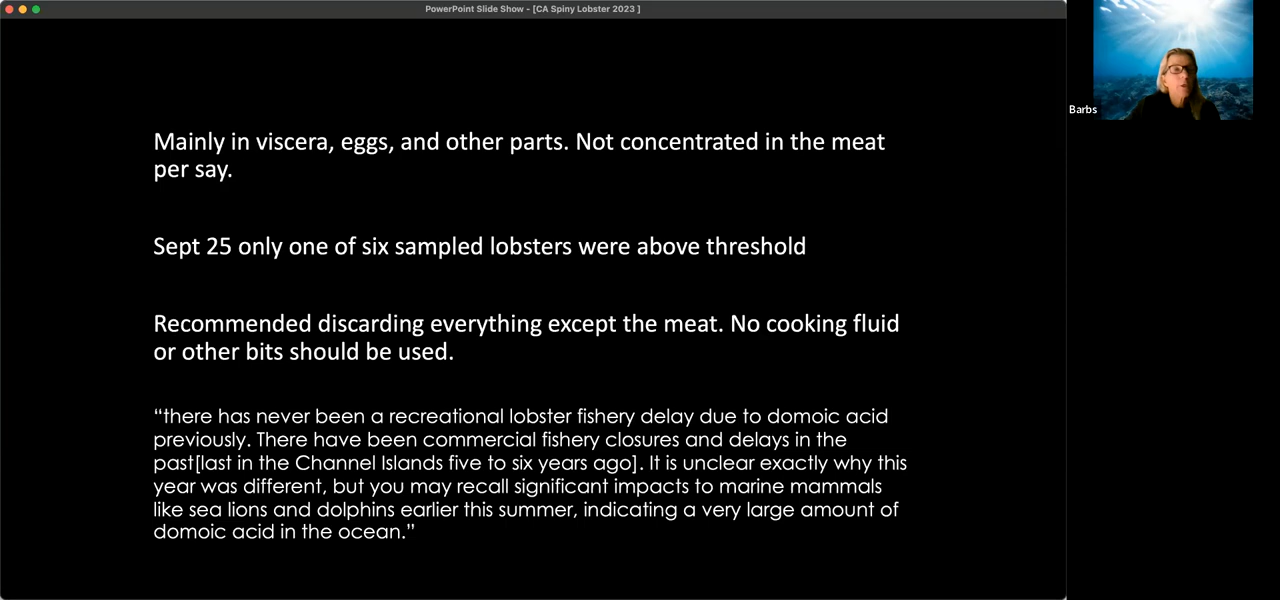 PowerPoint Slide Show - [CA Spiny Lobster 2023 ]
Barbs
Mainly in viscera, eggs, and other parts. Not concentrated in the meat
per say.
Sept 25 only one of six sampled lobsters were above threshold
Recommended discarding everything except the meat. No cooking fluid
or other bits should be used.
“there has never been a recreational lobster fishery delay due to domoic acid
previously. There have been commercial fishery closures and delays in the
past[last in the Channel Islands five to six years ago]. It is unclear exactly why this
year was different, but you may recall significant impacts to marine mammals
like sea lions and dolphins earlier this summer, indicating a very large amount of
domoic acid in the ocean.”